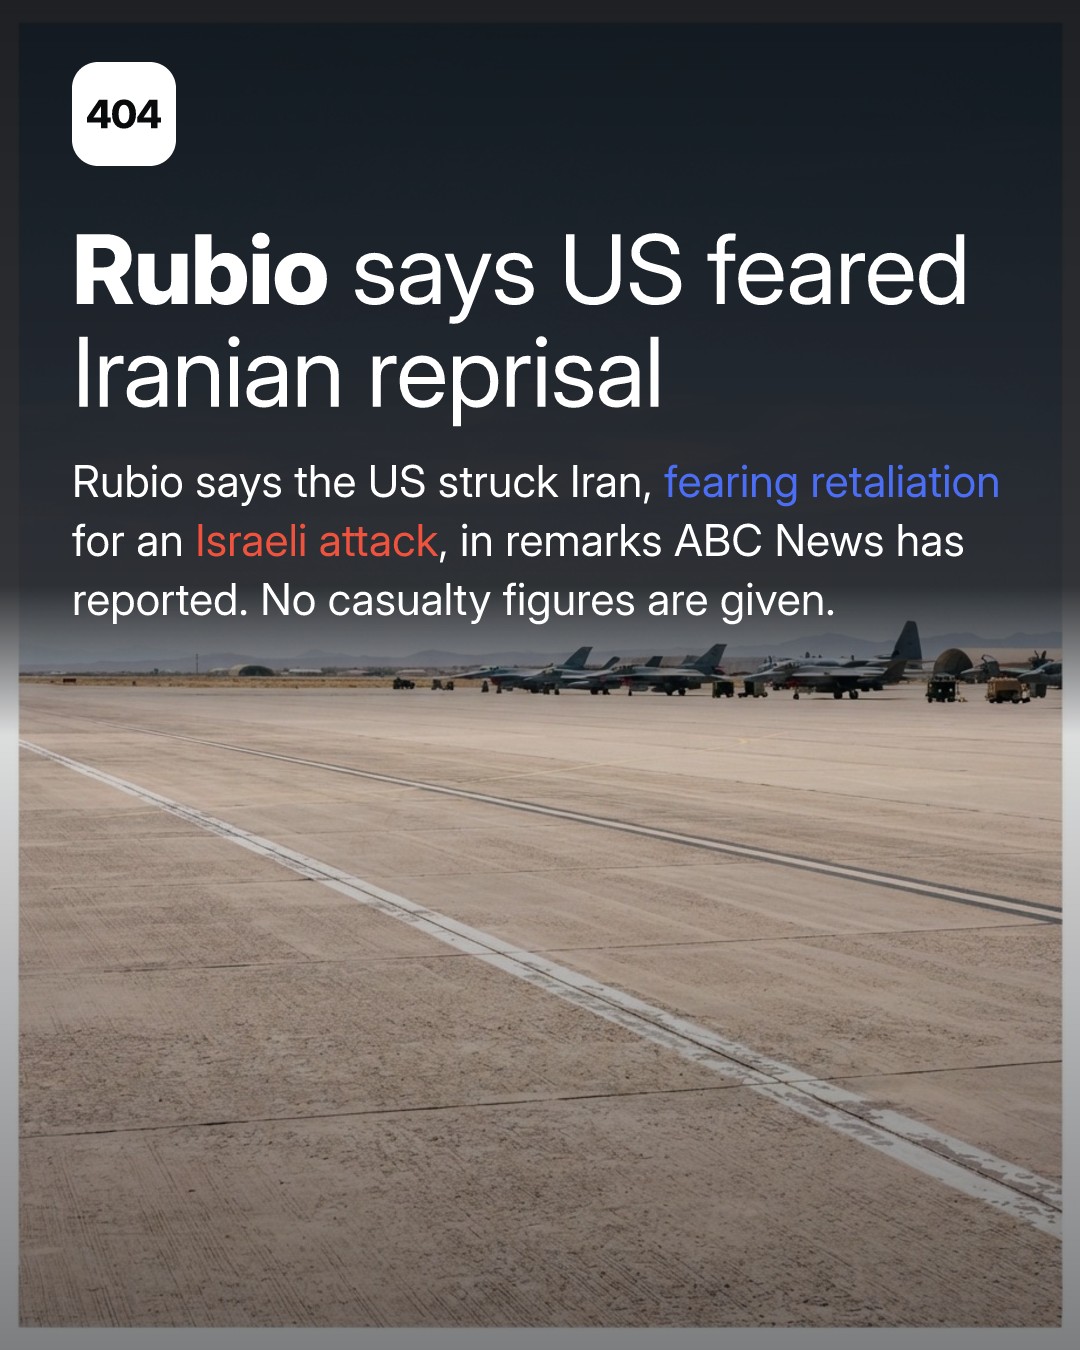 404
Rubio says US feared
Iranian reprisal
Rubio says the US struck Iran, fearing retaliation
for an Israeli attack, in remarks ABC News has
reported. No casualty figures are given.